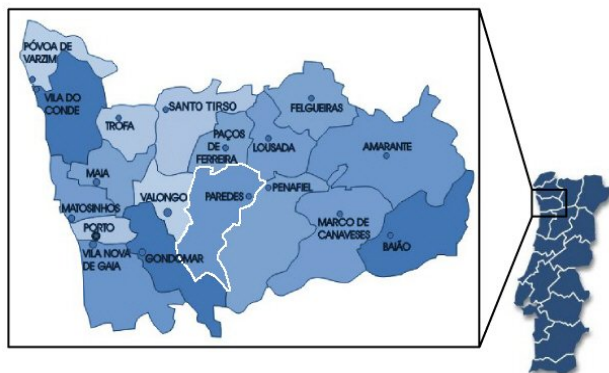 PÓVOA DE
VARZIM
VILA DO
CONDE
TROFA
SANTO TIRSO
FELGUEIRAS
PAÇOS
DE
FERREIRA
LOUSADA
AMARANTE
MAIA
VALONGO
PAREDES
PENAFIEL
MATOSINHOS
PORTO
MARCO DE
CANAVESES
BAIÃO
VILA NOVA
DE GAIA
GONDOMAR